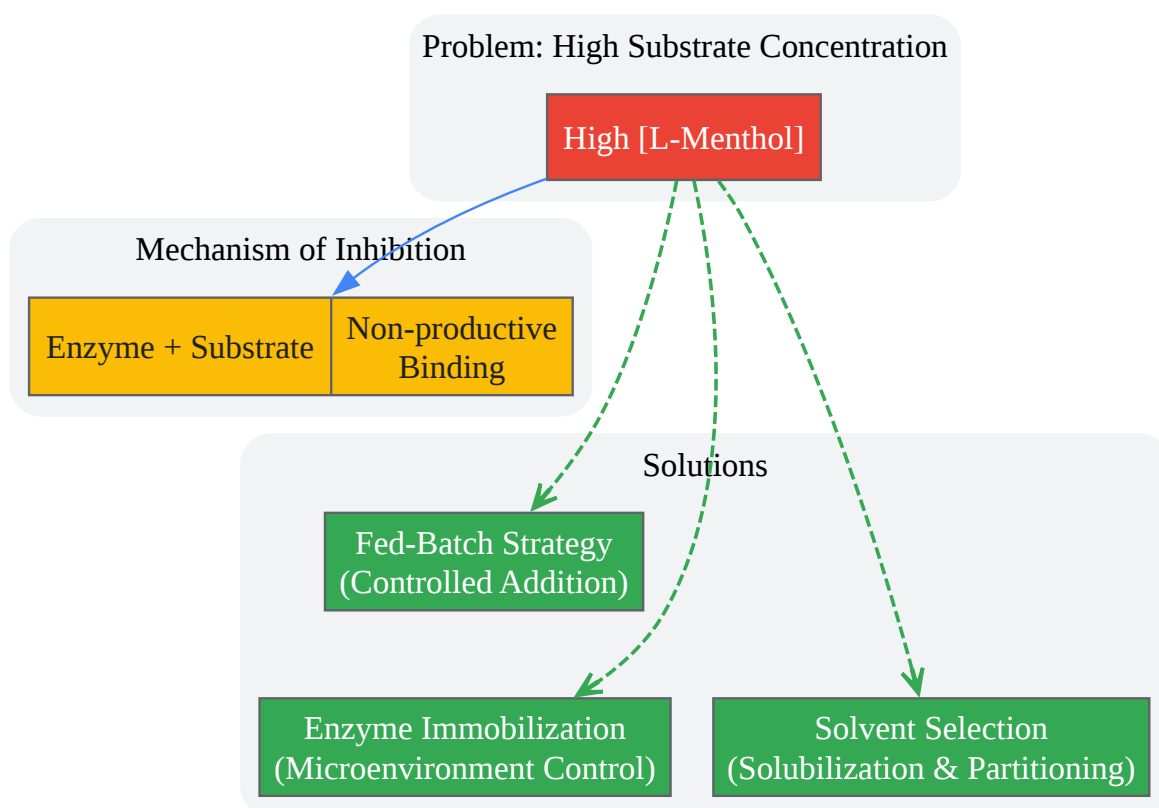 Problem: High Substrate Concentration
High [L-Menthol]
Mechanism of Inhibition
Enzyme + Substrate
Non-productive
Binding
Solutions
Fed-Batch Strategy
(Controlled Addition)
Enzyme Immobilization
(Microenvironment Control)
Solvent Selection
(Solubilization & Partitioning)